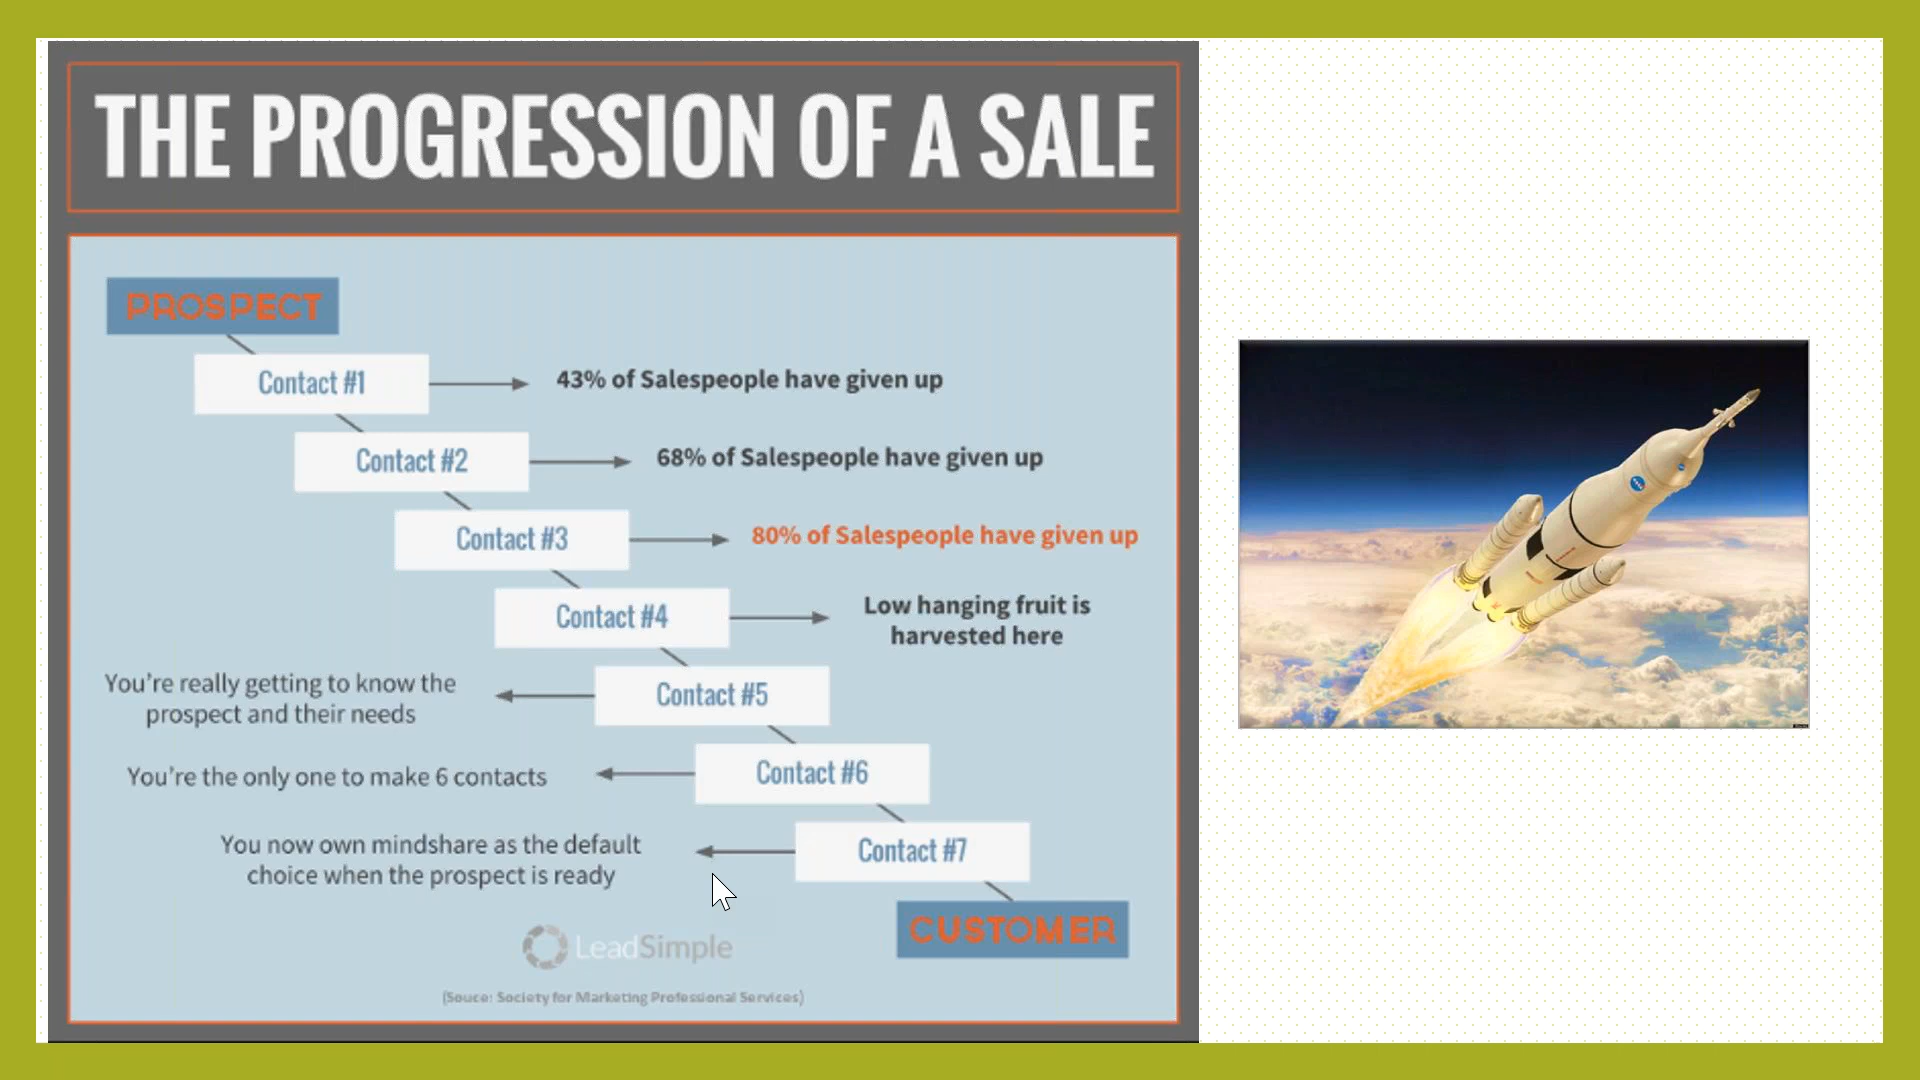 THE PROGRESSION OF A SALE
PROSPECT
Contact #1
43% of Salespeople have given up
Contact #2
68% of Salespeople have given up
Contact #3
80% of Salespeople have given up
Contact #4
Low hanging fruit is
harvested here
You're really getting to know the
prospect and their needs
Contact #5
You're the only one to make 6 contacts
Contact #6
You now own mindshare as the default
choice when the prospect is ready
Contact #7
CUSTOMER
LeadSimple
(Souce: Society for Marketing Professional Services)